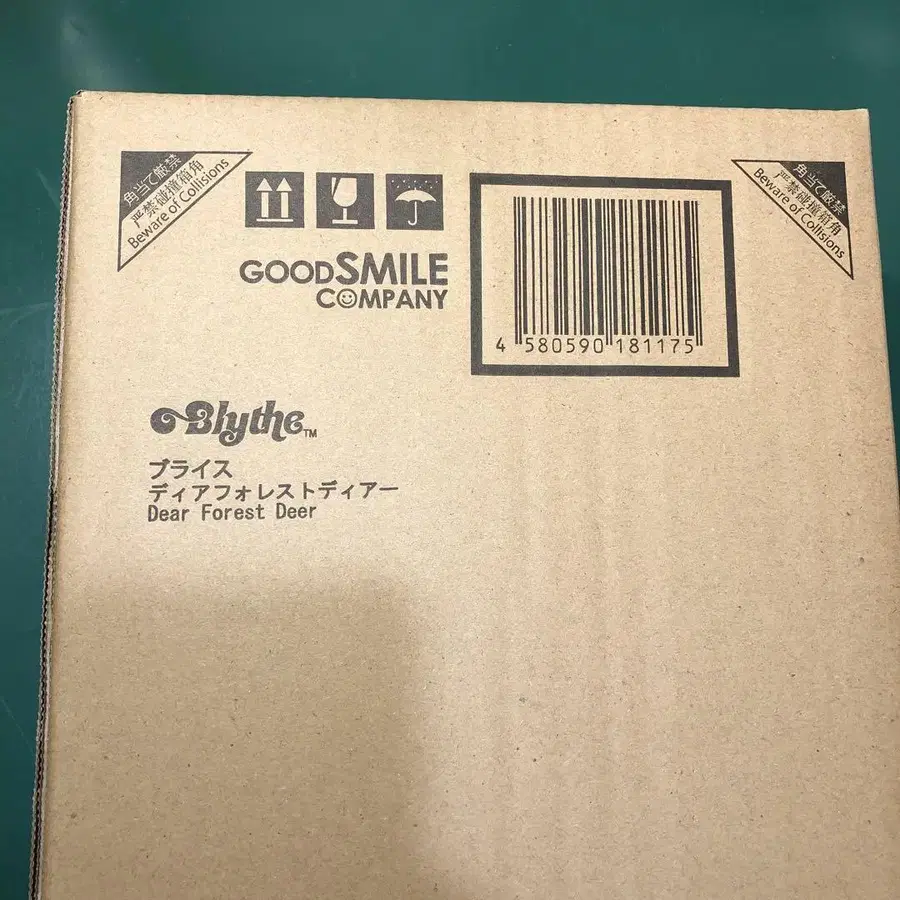 角当て厳禁
严禁碰撞箱角
Beware of Collisions
GOODSMILE
COMPANY
4 580590 181175
角当て厳禁
严禁碰撞箱角
Beware of Collisions
Blythe™
ブライス
ディアフォレストディアー
Dear Forest Deer